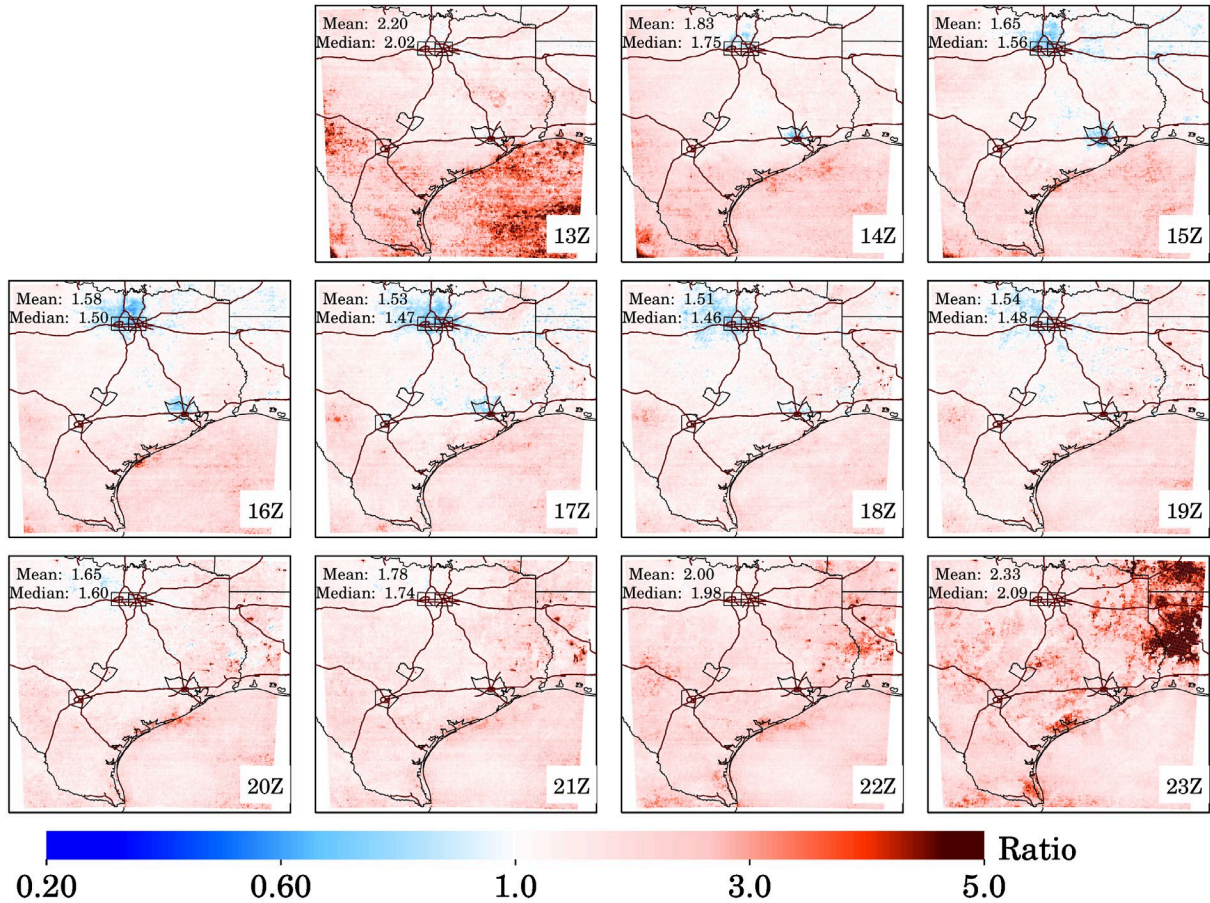 Mean: 2.20
Median: 2.02
13Z
Mean: 1.83
Median: 1.75
14Z
Mean: 1.65
Median: 1.56
15Z
Mean: 1.58
Median: 1.50
16Z
Mean: 1.53
Median: 1.47
17Z
Mean: 1.51
Median: 1.46
18Z
Mean: 1.54
Median: 1.48
19Z
Mean: 1.65
Median: 1.60
20Z
Mean: 1.78
Median: 1.74
21Z
Mean: 2.00
Median: 1.98
22Z
Mean: 2.33
Median: 2.09
23Z
Ratio
0.20 0.60 1.0 3.0 5.0